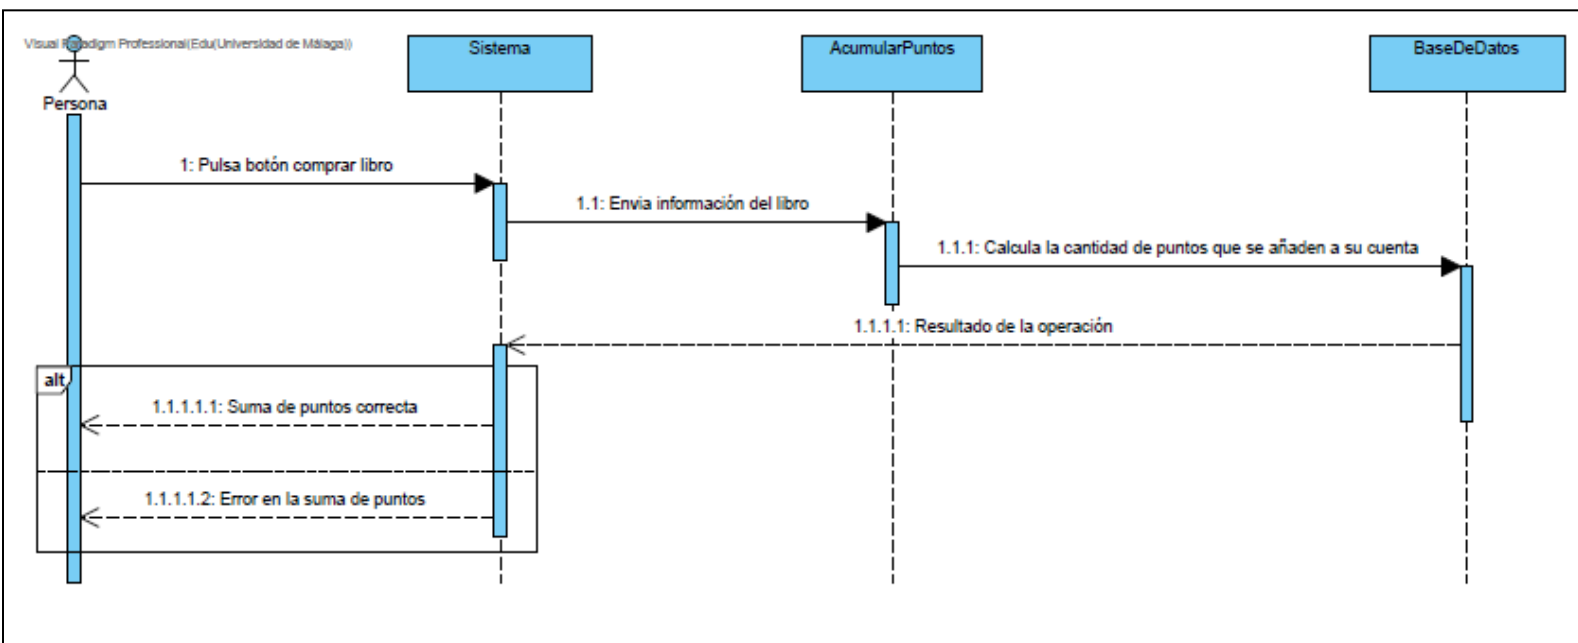 Visual Paradigm Professional(Edu(Universidad de Málaga))
Persona
Sistema
AcumularPuntos
BaseDeDatos
1: Pulsa botón comprar libro
1.1: Envia información del libro
1.1.1: Calcula la cantidad de puntos que se añaden a su cuenta
1.1.1.1: Resultado de la operación
alt
1.1.1.1.1: Suma de puntos correcta
1.1.1.1.2: Error en la suma de puntos